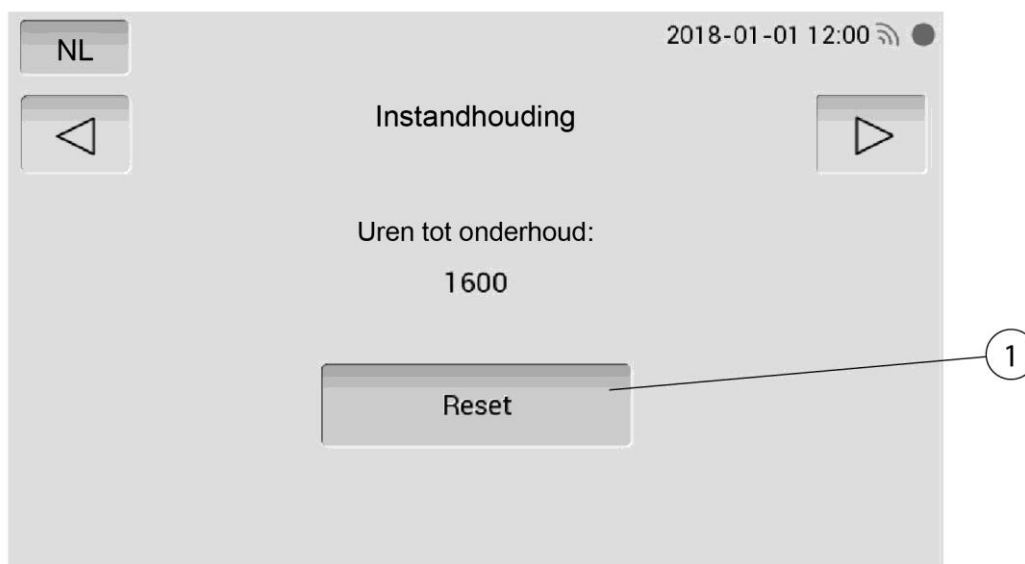 NL
2018-01-01 12:00
Instandhouding
Uren tot onderhoud:
1600
Reset
1